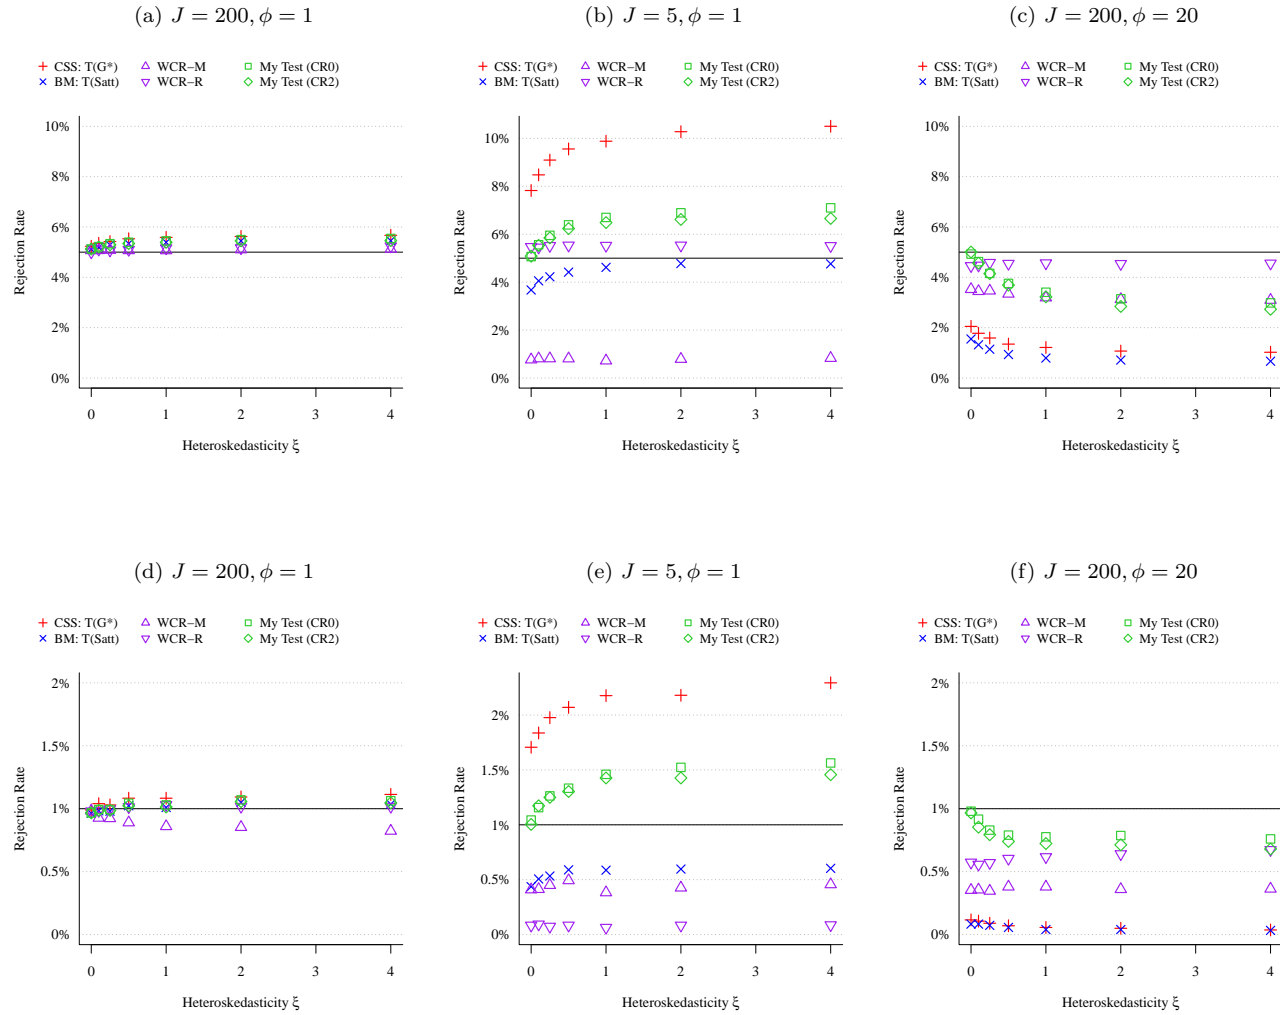 (a) J = 200, ϕ = 1
(b) J = 5, ϕ = 1
(c) J = 200, ϕ = 20
CSS: T(G*) WCR−M My Test (CR0)
BM: T(Satt) WCR−R My Test (CR2)
CSS: T(G*) WCR−M My Test (CR0)
BM: T(Satt) WCR−R My Test (CR2)
CSS: T(G*) WCR−M My Test (CR0)
BM: T(Satt) WCR−R My Test (CR2)
Rejection Rate
10%
8%
6%
4%
2%
0%
0 1 2 3 4
Heteroskedasticity ξ
Rejection Rate
10%
8%
6%
4%
2%
0%
0 1 2 3 4
Heteroskedasticity ξ
Rejection Rate
10%
8%
6%
4%
2%
0%
0 1 2 3 4
Heteroskedasticity ξ
(d) J = 200, ϕ = 1
(e) J = 5, ϕ = 1
(f) J = 200, ϕ = 20
CSS: T(G*) WCR−M My Test (CR0)
BM: T(Satt) WCR−R My Test (CR2)
CSS: T(G*) WCR−M My Test (CR0)
BM: T(Satt) WCR−R My Test (CR2)
CSS: T(G*) WCR−M My Test (CR0)
BM: T(Satt) WCR−R My Test (CR2)
Rejection Rate
2%
1.5%
1%
0.5%
0%
0 1 2 3 4
Heteroskedasticity ξ
Rejection Rate
2%
1.5%
1%
0.5%
0%
0 1 2 3 4
Heteroskedasticity ξ
Rejection Rate
2%
1.5%
1%
0.5%
0%
0 1 2 3 4
Heteroskedasticity ξ